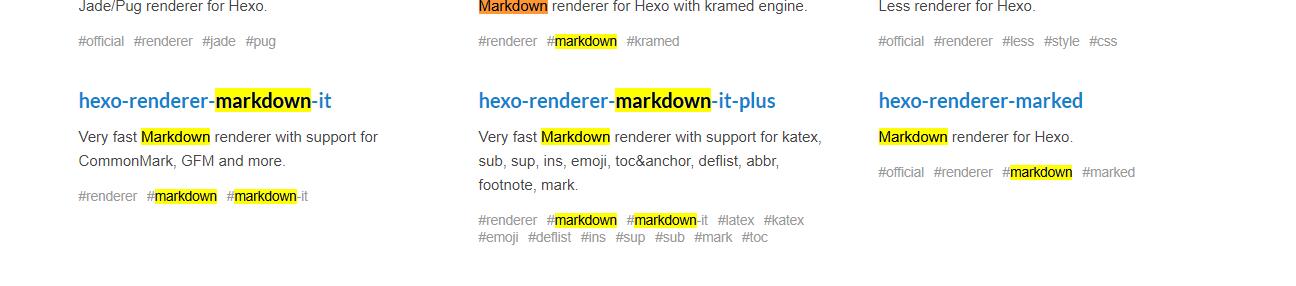 Jade/Pug renderer for Hexo.
#official #renderer #jade #pug
Markdown renderer for Hexo with kramed engine.
#renderer #markdown #kramed
Less renderer for Hexo.
#official #renderer #less #style #css
hexo-renderer-markdown-it
Very fast Markdown renderer with support for
CommonMark, GFM and more.
#renderer #markdown #markdown-it
hexo-renderer-markdown-it-plus
Very fast Markdown renderer with support for katex,
sub, sup, ins, emoji, toc&anchor, deflist, abbr,
footnote, mark.
#renderer #markdown #markdown-it #latex #katex
#emoji #deflist #ins #sup #sub #mark #toc
hexo-renderer-marked
Markdown renderer for Hexo.
#official #renderer #markdown #marked